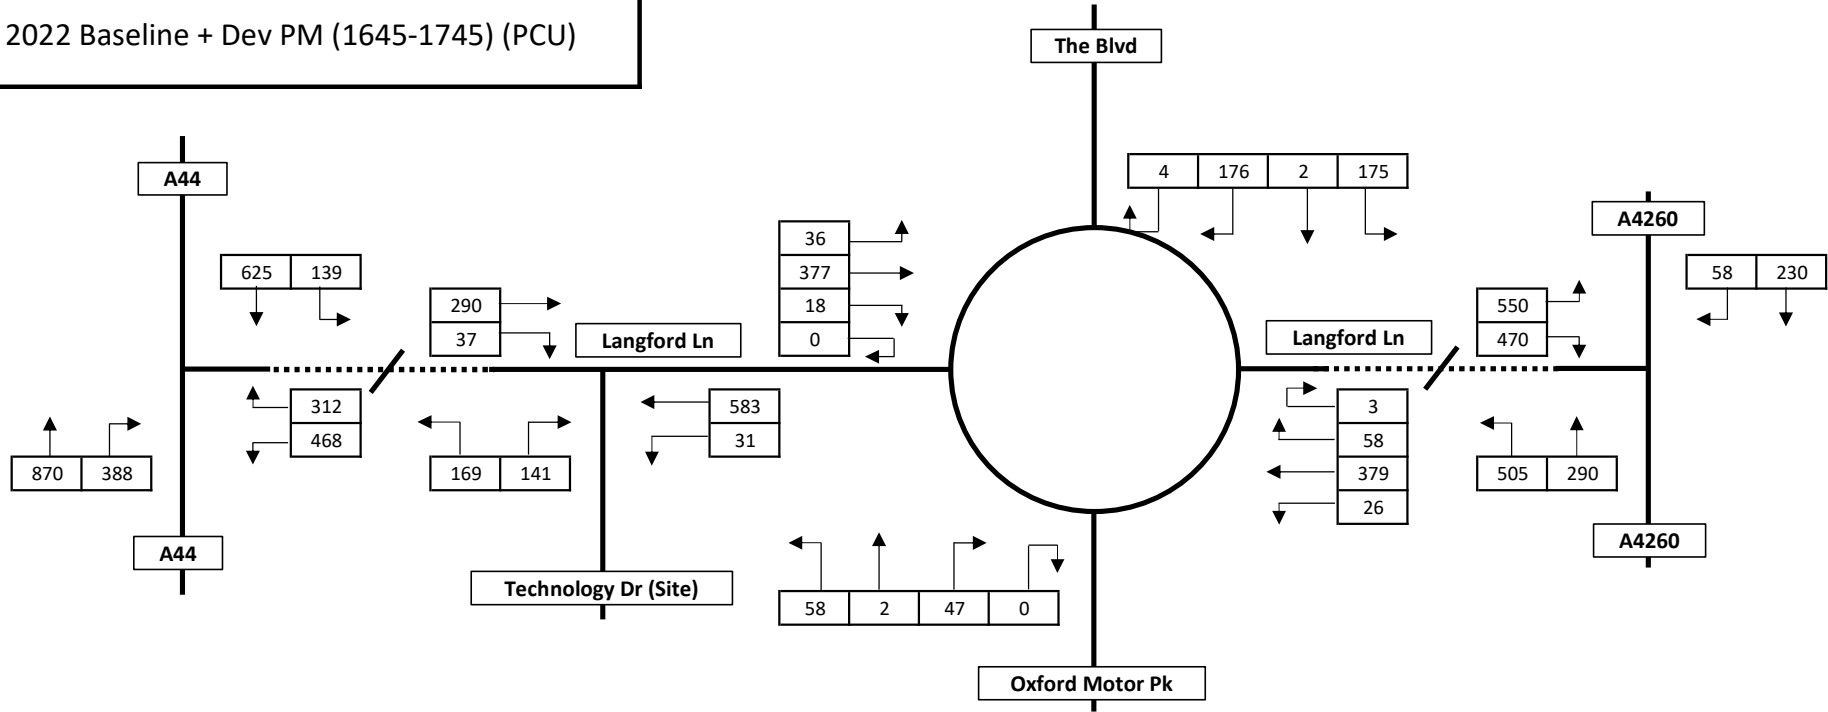 2022 Baseline + Dev PM (1645-1745) (PCU)
The Blvd
A44
4 176 2 175
A4260
36
377
18
0
625 139
58 230
290
37
550
470
Langford Ln
Langford Ln
312
468
583
31
3
58
379
26
870 388
169 141
505 290
A44
A4260
Technology Dr (Site)
58 2 47 0
Oxford Motor Pk